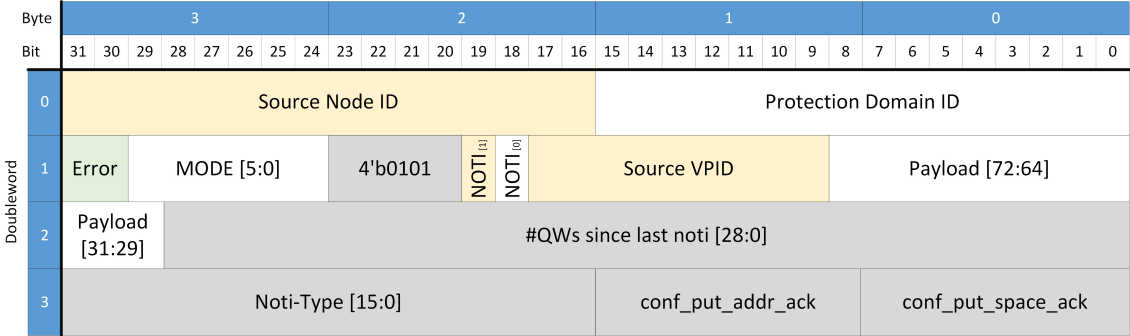 Byte 3 2 1 0
Bit 31 30 29 28 27 26 25 24 23 22 21 20 19 18 17 16 15 14 13 12 11 10 9 8 7 6 5 4 3 2 1 0
Doubleword
0 Source Node ID Protection Domain ID
1 Error MODE [5:0] 4'b0101 NOTI [1] NOTI [0] Source VPID Payload [72:64]
2 Payload [31:29] #QWs since last noti [28:0]
3 Noti-Type [15:0] conf_put_addr_ack conf_put_space_ack